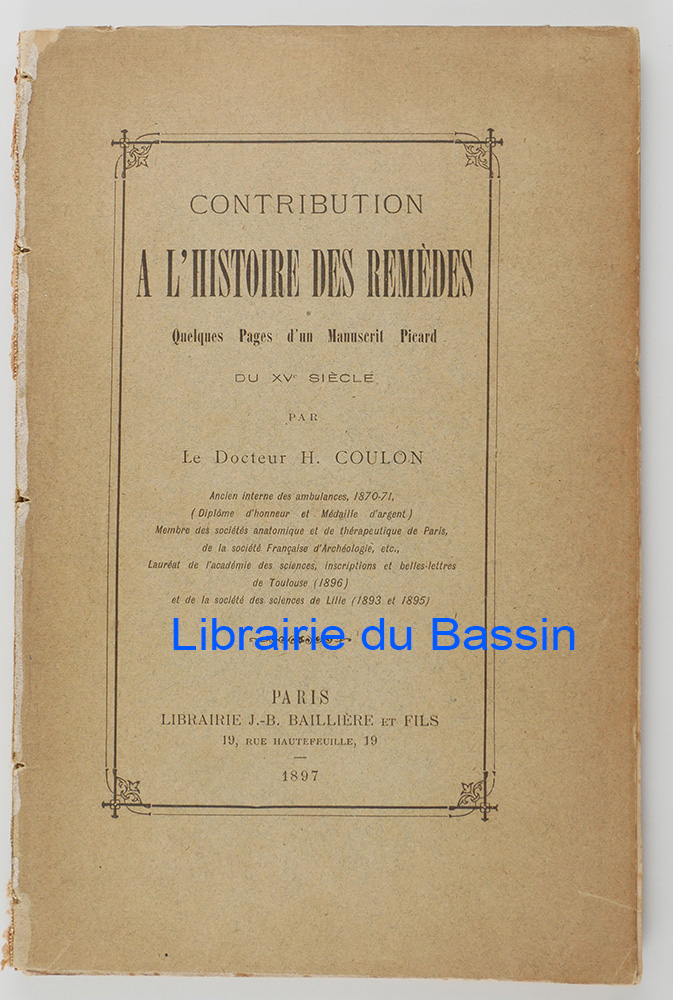 CONTRIBUTION
A L'HISTOIRE DES REMÈDES
Quelques Pages d'un Manuscrit Picard
DU XVe SIÈCLE
PAR
Le Docteur H. COULON
Ancien interne des ambulances, 1870-71,
(Diplôme d'honneur et Médaille d'argent)
Membre des sociétés anatomique et de thérapeutique de Paris,
de la société Française d'Archéologie, etc.,
Lauréat de l'académie des sciences, inscriptions et belles-lettres
de Toulouse (1896)
et de la société des sciences de Lille (1893 et 1895)
Librairie du Bassin
PARIS
LIBRAIRIE J.-B. BAILLIÈRE ET FILS
19, RUE HAUTEFEUILLE, 19
1897